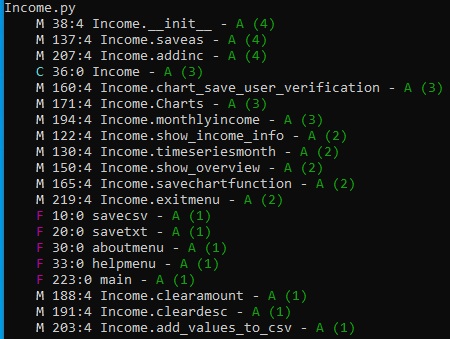 Income.py
M 38:4 Income.__init__ - A (4)
M 137:4 Income.saveas - A (4)
M 207:4 Income.addinc - A (4)
C 36:0 Income - A (3)
M 160:4 Income.chart_save_user_verification - A (3)
M 171:4 Income.Charts - A (3)
M 194:4 Income.monthlyincome - A (3)
M 122:4 Income.show_income_info - A (2)
M 130:4 Income.timeseriesmonth - A (2)
M 150:4 Income.show_overview - A (2)
M 165:4 Income.savechartfunction - A (2)
M 219:4 Income.exitmenu - A (2)
F 10:0 savecsv - A (1)
F 20:0 savetxt - A (1)
F 30:0 aboutmenu - A (1)
F 33:0 helpmenu - A (1)
F 223:0 main - A (1)
M 188:4 Income.clearamount - A (1)
M 191:4 Income.cleardesc - A (1)
M 203:4 Income.add_values_to_csv - A (1)